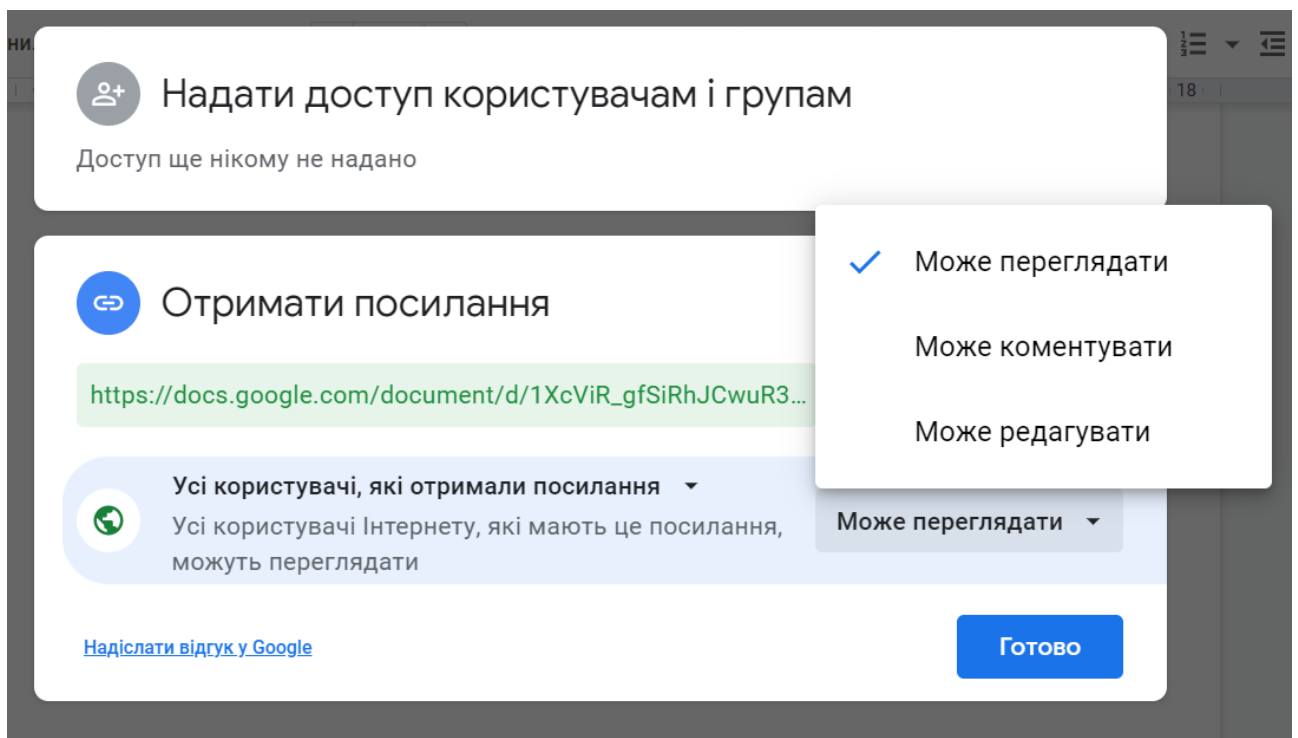 Надати доступ користувачам і групам
18
Доступ ще нікому не надано
Може переглядати
Отримати посилання
Може коментувати
https://docs.google.com/document/d/1XcViR_gfSiRhJCwuR3...
Може редагувати
Усі користувачі, які отримали посилання
Усі користувачі Інтернету, які мають це посилання,
можуть переглядати
Може переглядати
Надіслати відгук у Google
Готово